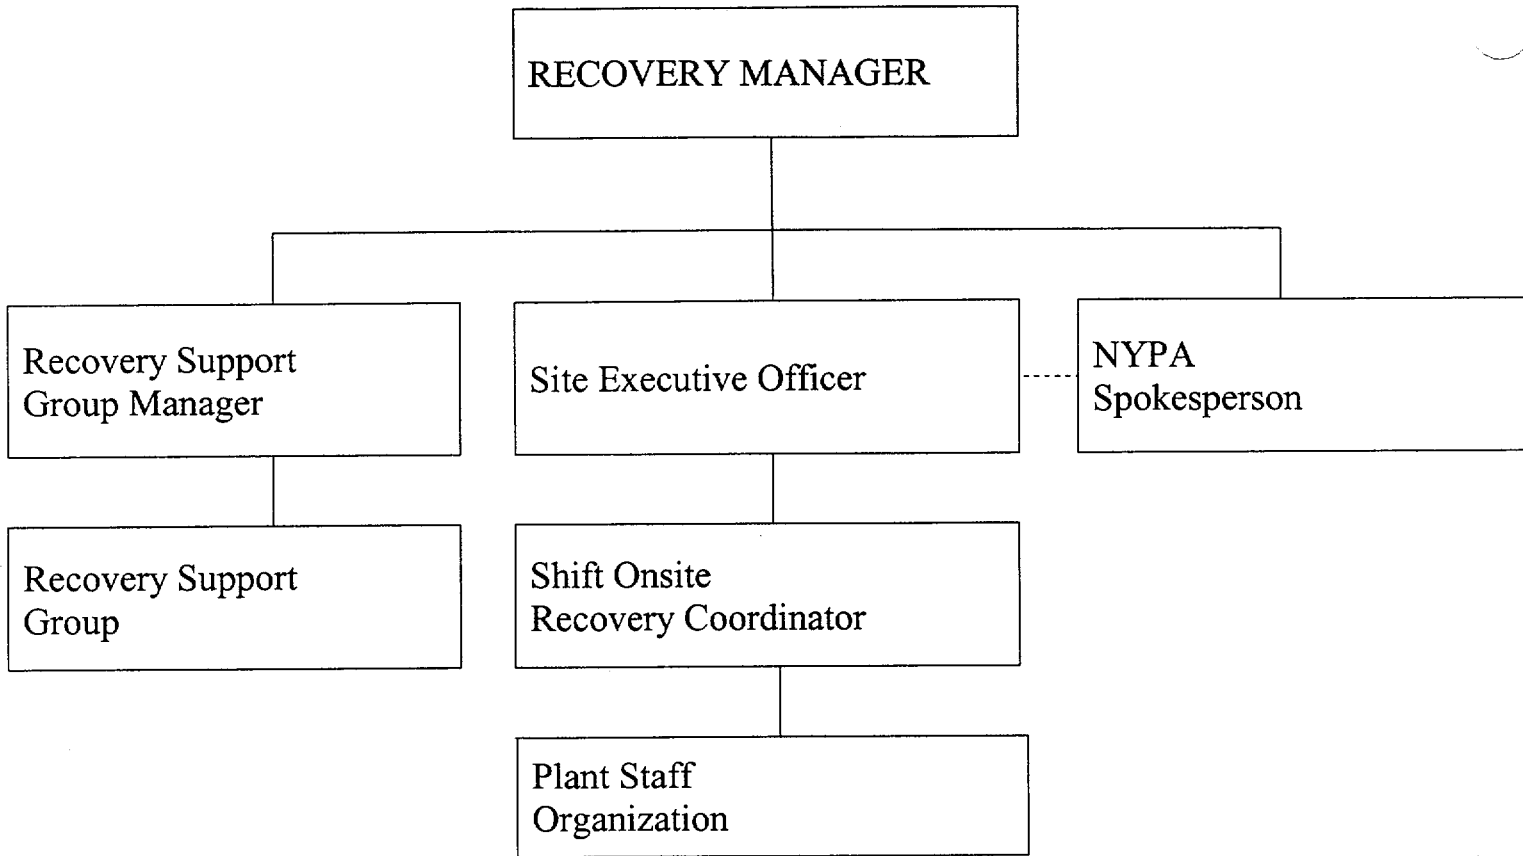 RECOVERY MANAGER
Recovery Support
Group Manager
Site Executive Officer
NYPA
Spokesperson
Recovery Support
Group
Shift Onsite
Recovery Coordinator
Plant Staff
Organization